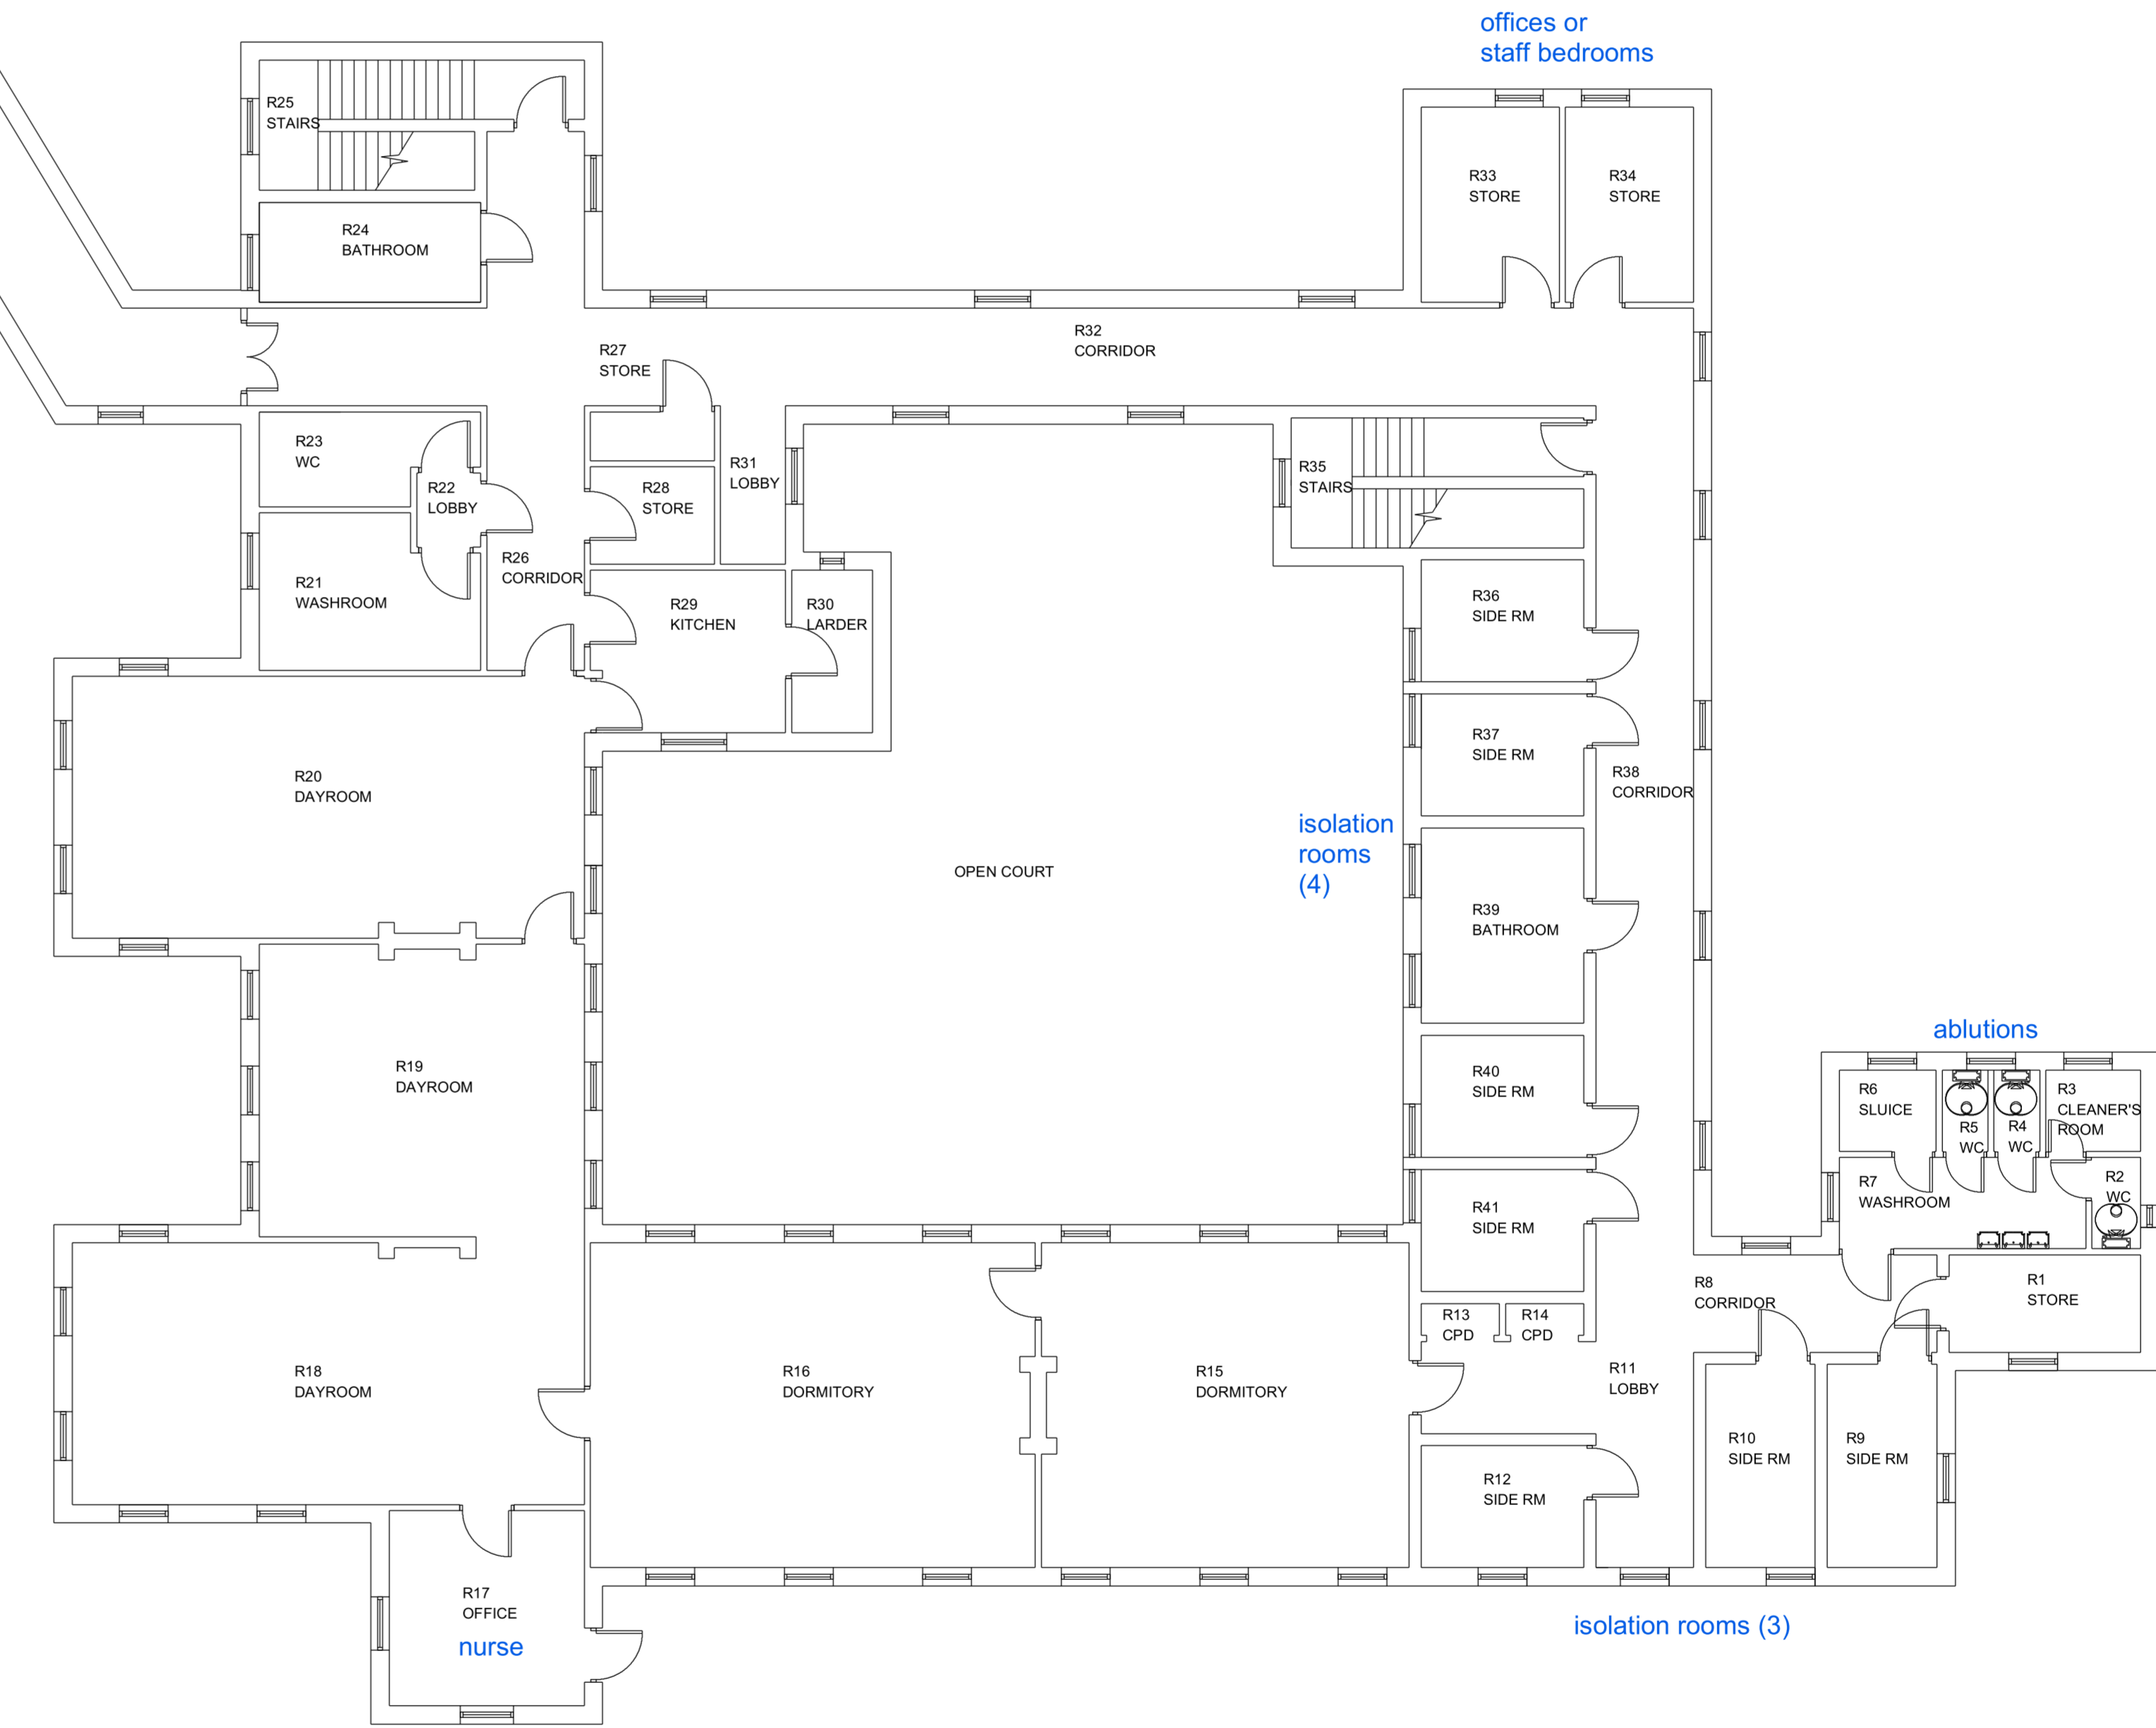 offices or
staff bedrooms
R25
STAIRS
R33
STORE
R34
STORE
R24
BATHROOM
R32
CORRIDOR
R27
STORE
R23
WC
R22
LOBBY
R28
STORE
R31
LOBBY
R35
STAIRS
R26
CORRIDOR
R21
WASHROOM
R29
KITCHEN
R30
LARDER
R36
SIDE RM
R37
SIDE RM
R38
CORRIDOR
R20
DAYROOM
isolation
rooms
(4)
OPEN COURT
R39
BATHROOM
ablutions
R19
DAYROOM
R40
SIDE RM
R6
SLUICE
R5
WC
R4
WC
R3
CLEANER'S
ROOM
R7
WASHROOM
R2
WC
R41
SIDE RM
R8
CORRIDOR
R1
STORE
R13
CPD
R14
CPD
R18
DAYROOM
R16
DORMITORY
R15
DORMITORY
R11
LOBBY
R10
SIDE RM
R9
SIDE RM
R12
SIDE RM
R17
OFFICE
nurse
isolation rooms (3)